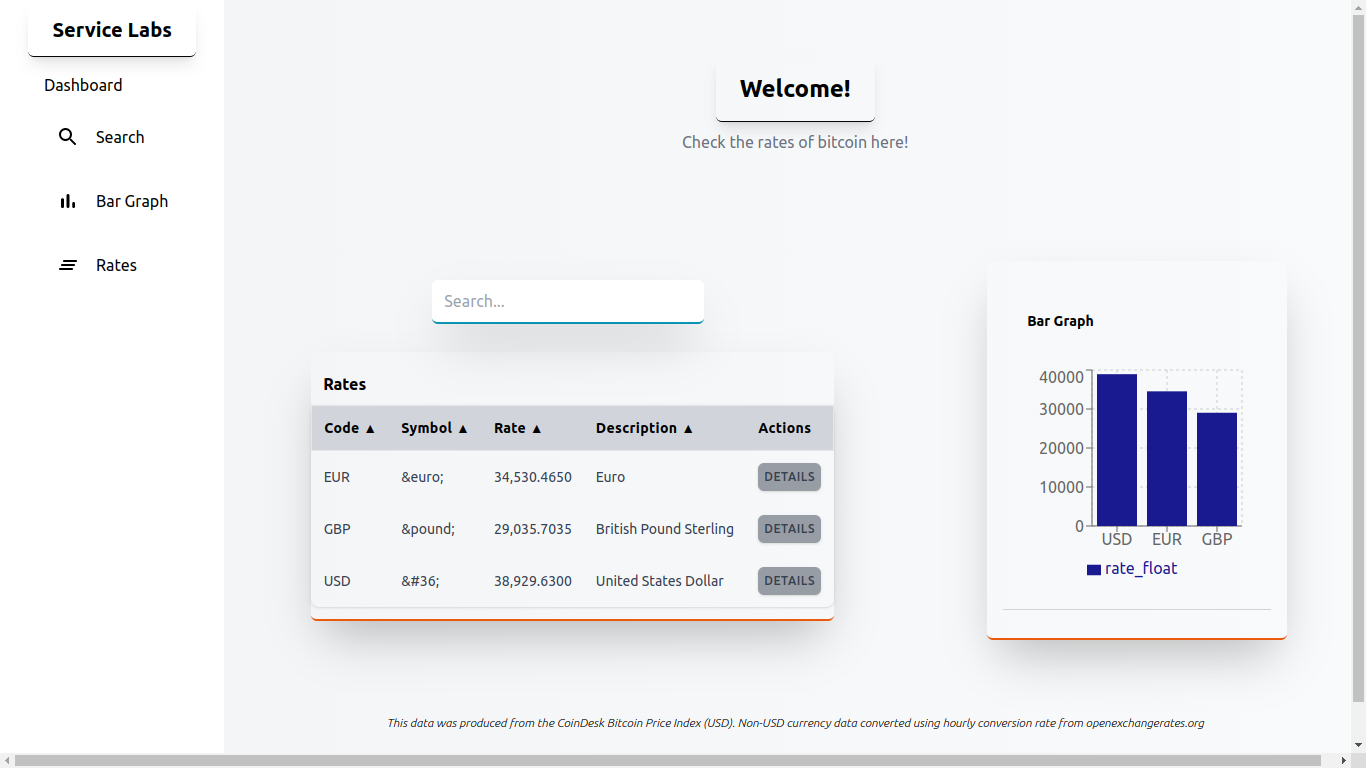 Service Labs
Dashboard
Search
Bar Graph
Rates
Welcome!
Check the rates of bitcoin here!
Search...
Rates
Code ▲ Symbol ▲ Rate ▲ Description ▲ Actions
EUR &euro; 34,530.4650 Euro DETAILS
GBP &pound; 29,035.7035 British Pound Sterling DETAILS
USD &#36; 38,929.6300 United States Dollar DETAILS
Bar Graph
40000
30000
20000
10000
0
USD EUR GBP
rate_float
This data was produced from the CoinDesk Bitcoin Price Index (USD). Non-USD currency data converted using hourly conversion rate from openexchangerates.org